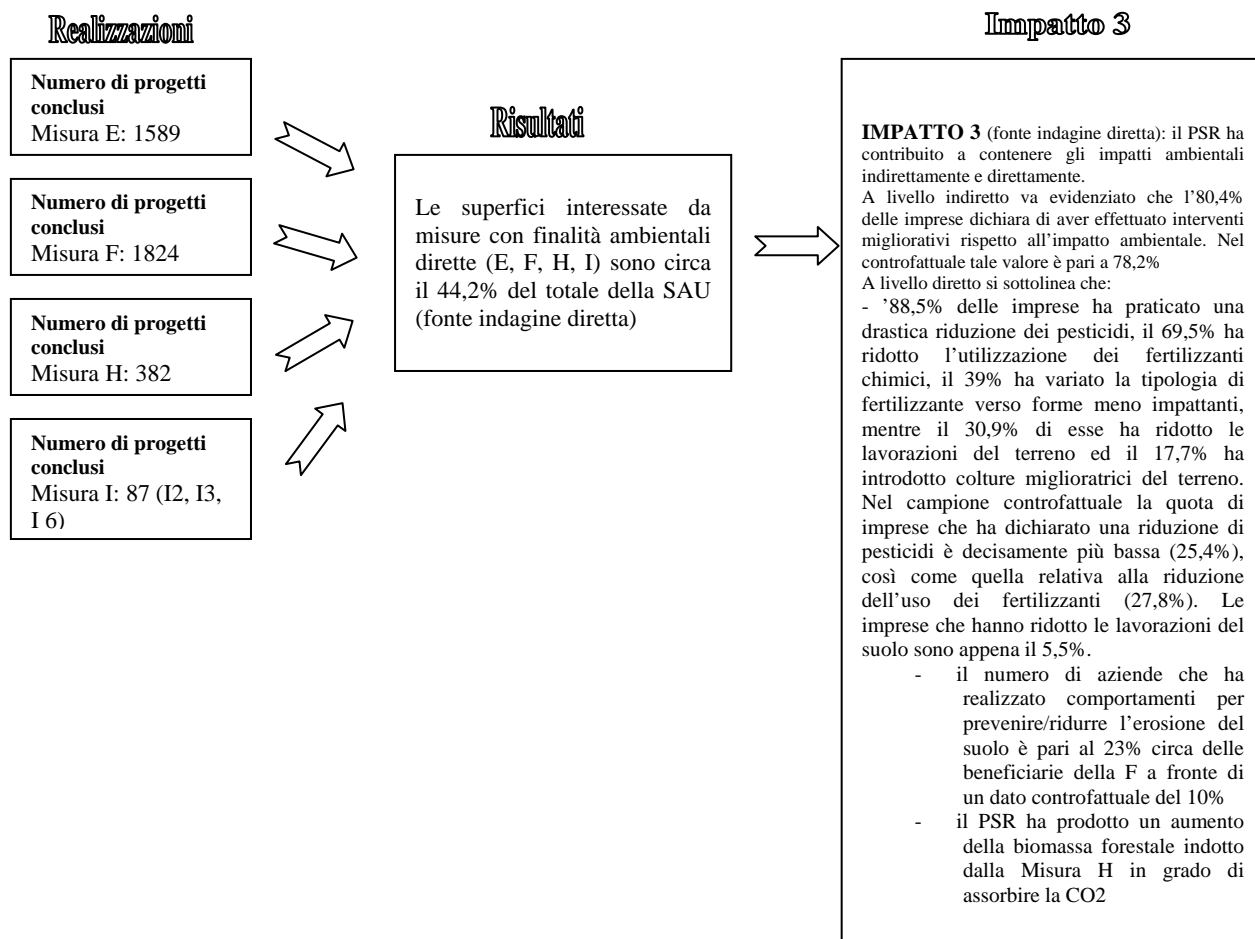 Realizzazioni
Numero di progetti
conclusi
Misura E: 1589
Numero di progetti
conclusi
Misura F: 1824
Numero di progetti
conclusi
Misura H: 382
Numero di progetti
conclusi
Misura I: 87 (I2, I3,
I 6)
Risultati
Le superfici interessate da
misure con finalità ambientali
dirette (E, F, H, I) sono circa
il 44,2% del totale della SAU
(fonte indagine diretta)
Impatto 3
IMPATTO 3 (fonte indagine diretta): il PSR ha
contribuito a contenere gli impatti ambientali
indirettamente e direttamente.
A livello indiretto va evidenziato che l’80,4%
delle imprese dichiara di aver effettuato interventi
migliorativi rispetto all’impatto ambientale. Nel
controfattuale tale valore è pari a 78,2%
A livello diretto si sottolinea che:
- ’88,5% delle imprese ha praticato una
drastica riduzione dei pesticidi, il 69,5% ha
ridotto l’utilizzazione dei fertilizzanti
chimici, il 39% ha variato la tipologia di
fertilizzante verso forme meno impattanti,
mentre il 30,9% di esse ha ridotto le
lavorazioni del terreno ed il 17,7% ha
introdotto colture miglioratrici del terreno.
Nel campione controfattuale la quota di
imprese che ha dichiarato una riduzione di
pesticidi è decisamente più bassa (25,4%),
così come quella relativa alla riduzione
dell’uso dei fertilizzanti (27,8%). Le
imprese che hanno ridotto le lavorazioni del
suolo sono appena il 5,5%.
- il numero di aziende che ha
realizzato comportamenti per
prevenire/ridurre l’erosione del
suolo è pari al 23% circa delle
beneficiarie della F a fronte di
un dato controfattuale del 10%
- il PSR ha prodotto un aumento
della biomassa forestale indotto
dalla Misura H in grado di
assorbire la CO2